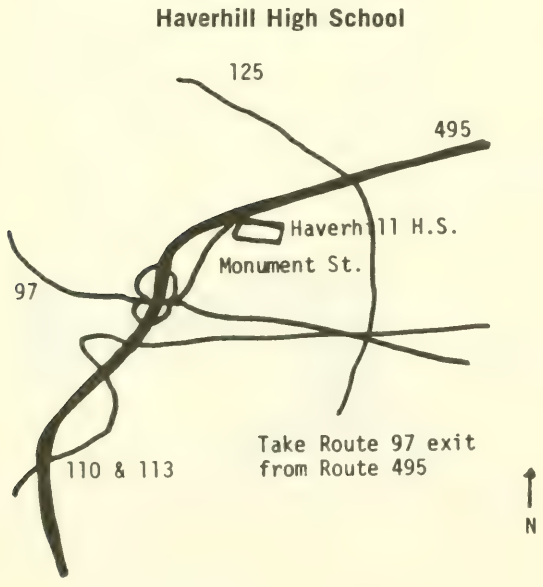 Haverhill High School
125
495
Haverhill H.S.
Monument St.
97
110 & 113
Take Route 97 exit
from Route 495
N